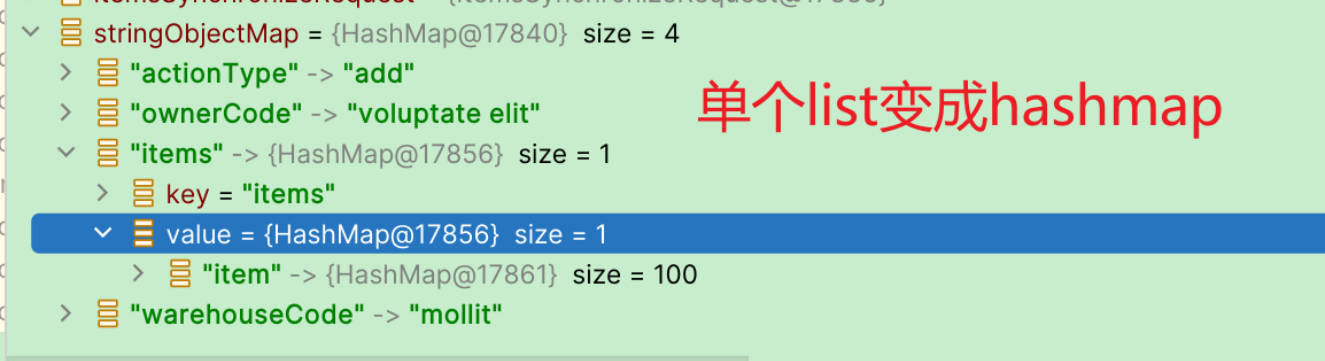 stringObjectMap = {HashMap@17840} size = 4
"actionType" -> "add"
单个list变成hashmap
"ownerCode" -> "voluptate elit"
"items" -> {HashMap@17856} size = 1
key = "items"
value = {HashMap@17856} size = 1
"item" -> {HashMap@17861} size = 100
"warehouseCode" -> "mollit"